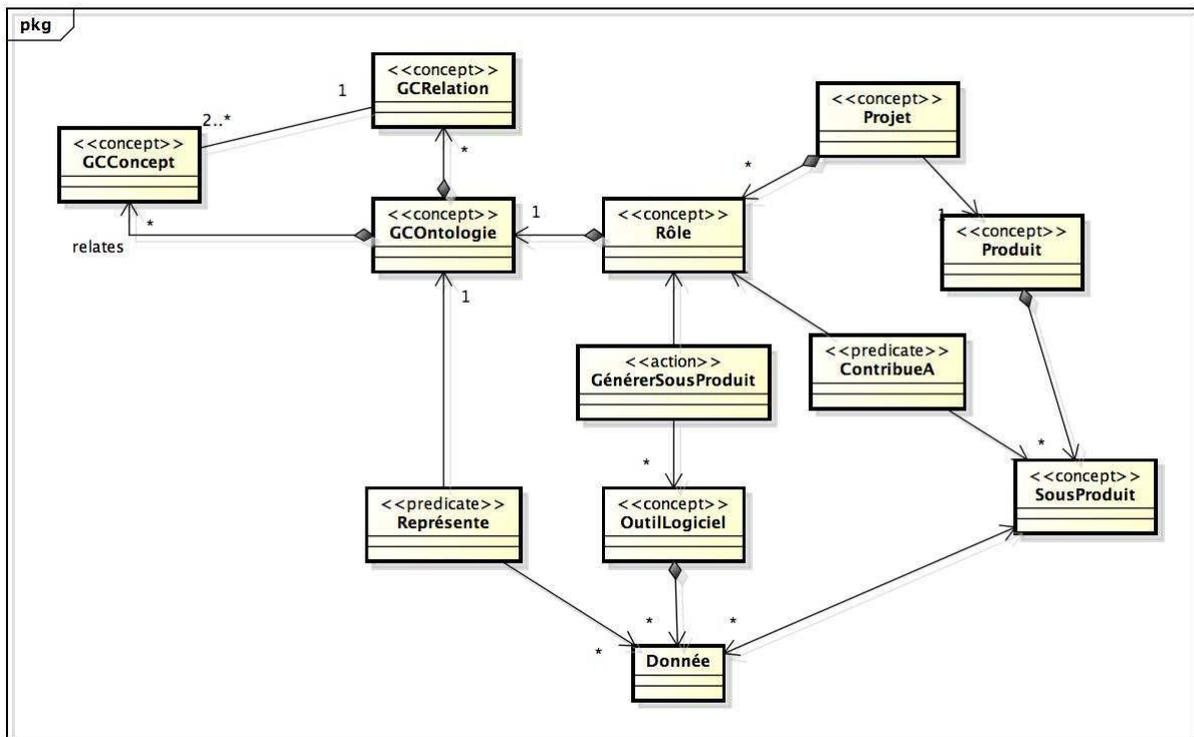 pkg
<<concept>>
GCRelation
1
2..*
*
<<concept>>
GCConcept
*
relates
<<concept>>
GCOntologie
1
1
<<concept>>
Rôle
*
<<concept>>
Projet
1
<<concept>>
Produit
<<action>>
GénérerSousProduit
*
<<predicate>>
ContribueA
*
<<concept>>
SousProduit
<<predicate>>
Représente
<<concept>>
OutilLogiciel
*
*
*
Donnée